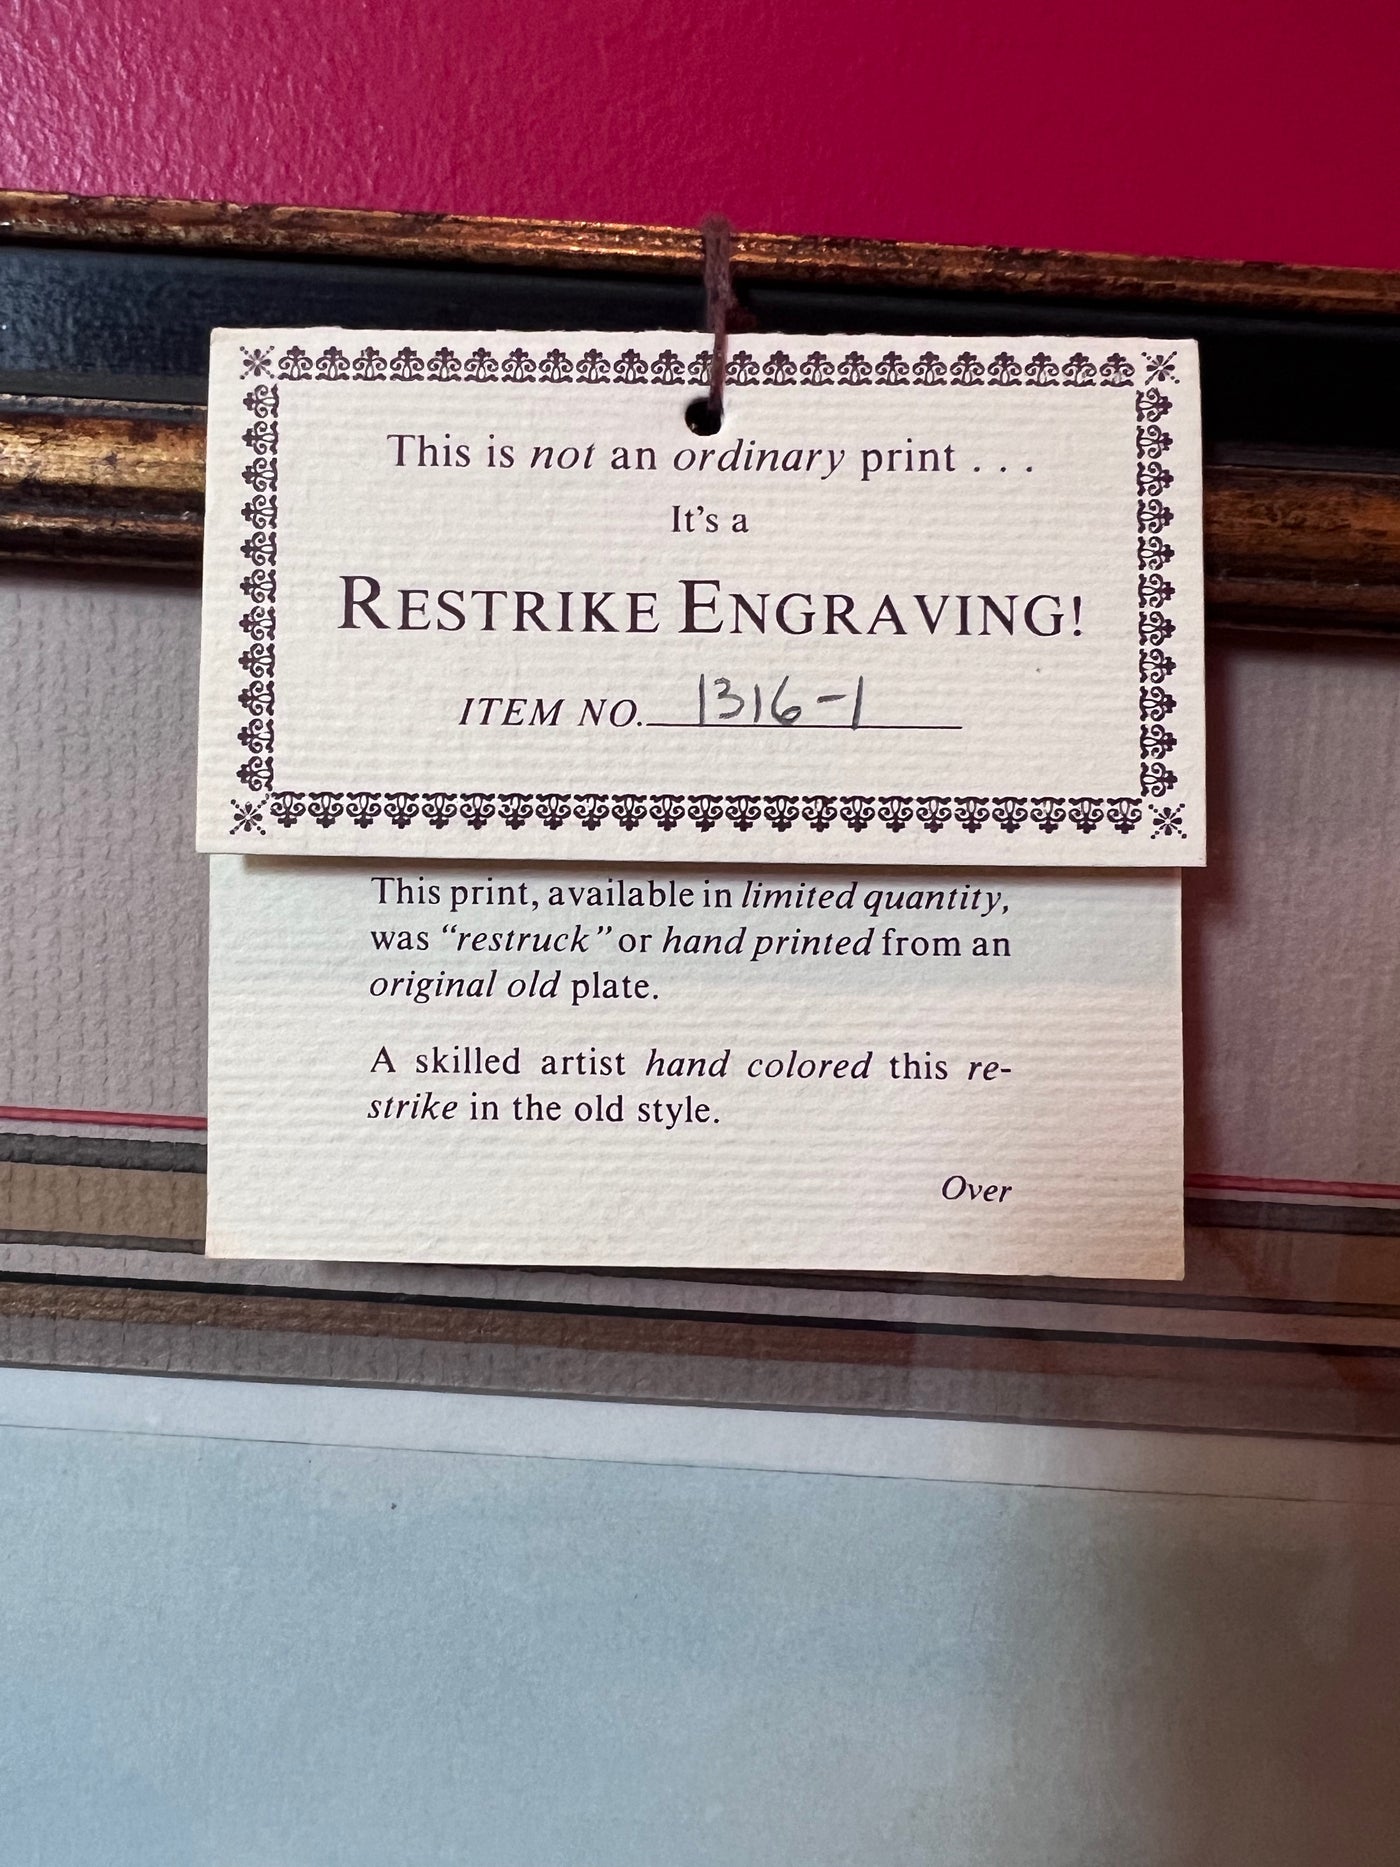 This is not an ordinary print . . .
It's a
RESTRIKE ENGRAVING!
ITEM NO. 1316-1
This print, available in limited quantity,
was “restruck” or hand printed from an
original old plate.
A skilled artist hand colored this re-
strike in the old style.
Over